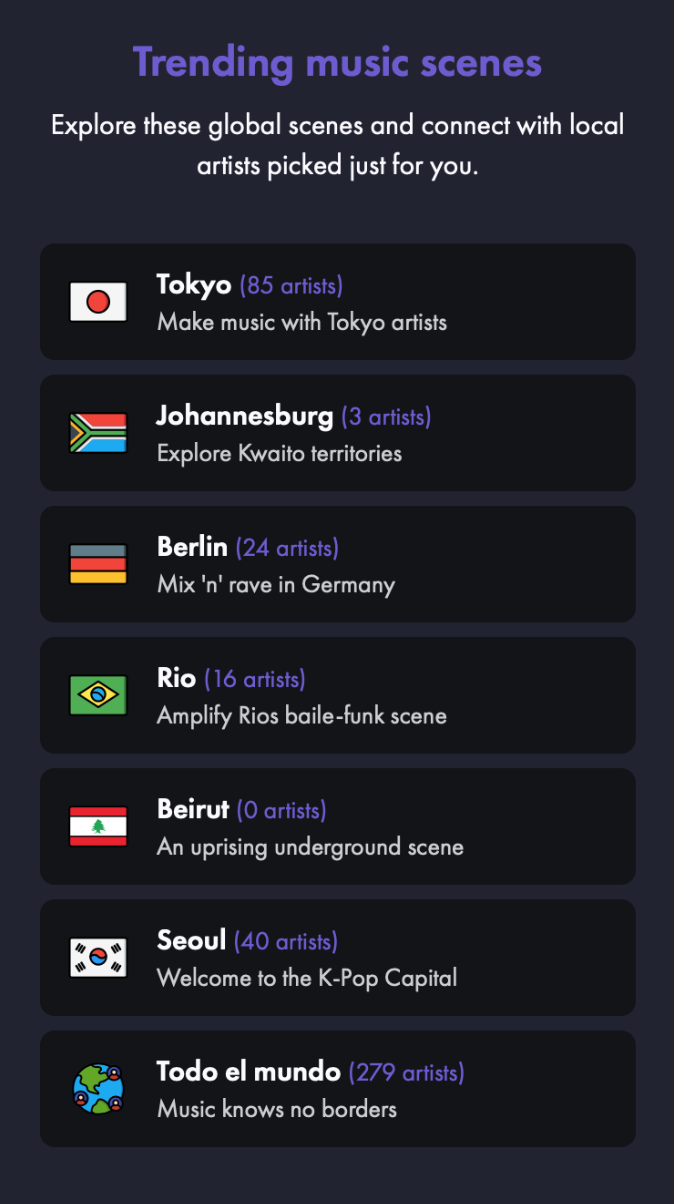 Trending music scenes
Explore these global scenes and connect with local
artists picked just for you.
Tokyo (85 artists)
Make music with Tokyo artists
Johannesburg (3 artists)
Explore Kwaito territories
Berlin (24 artists)
Mix 'n' rave in Germany
Rio (16 artists)
Amplify Rios baile-funk scene
Beirut (0 artists)
An uprising underground scene
Seoul (40 artists)
Welcome to the K-Pop Capital
Todo el mundo (279 artists)
Music knows no borders